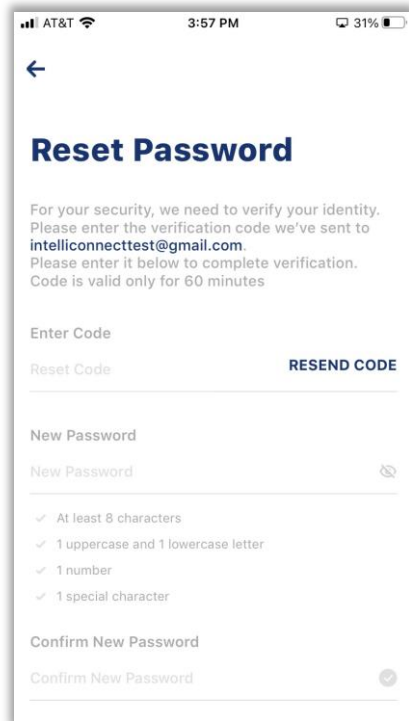 AT&T 3:57 PM 31%
Reset Password
For your security, we need to verify your identity.
Please enter the verification code we've sent to
intelliconnecttest@gmail.com.
Please enter it below to complete verification.
Code is valid only for 60 minutes
Enter Code
Reset Code RESEND CODE
New Password
New Password
At least 8 characters
1 uppercase and 1 lowercase letter
1 number
1 special character
Confirm New Password
Confirm New Password